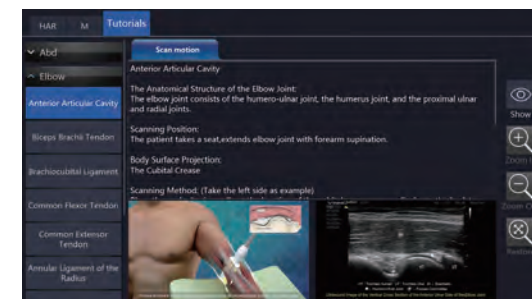 HAR M Tutorials
Abd
Elbow
Anterior Articular Cavity
Biceps Brachii Tendon
Brachiocubital Ligament
Common Flexor Tendon
Common Extensor
Tendon
Annular Ligament of the
Radius
Scan motion
Anterior Articular Cavity
The Anatomical Structure of the Elbow Joint:
The elbow joint consists of the humero-ulnar joint, the humerus joint, and the proximal ulnar
and radial joints.
Scanning Position:
The patient takes a seat,extends elbow joint with forearm supination.
Body Surface Projection:
The Cubital Crease
Scanning Method: (Take the left side as example)
Show
Zoom
Zoom